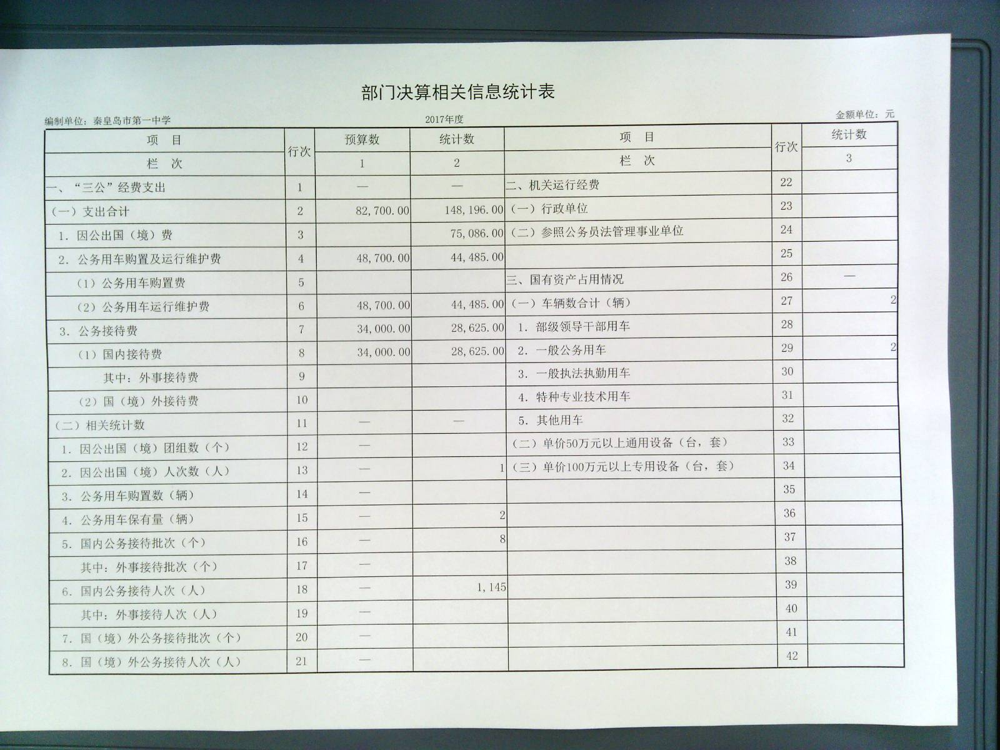 部门决算相关信息统计表
编制单位：秦皇岛市第一中学 2017年度 金额单位：元
项 目 行次 预算数 统计数 项 目 行次 统计数
栏 次 1 2 栏 次 3
一、“三公”经费支出 1 — — 二、机关运行经费 22
（一）支出合计 2 82,700.00 148,196.00 （一）行政单位 23
1. 因公出国（境）费 3 75,086.00 （二）参照公务员法管理事业单位 24
2. 公务用车购置及运行维护费 4 48,700.00 44,485.00 25
（1）公务用车购置费 5 三、国有资产占用情况 26 —
（2）公务用车运行维护费 6 48,700.00 44,485.00 （一）车辆数合计（辆） 27 2
3. 公务接待费 7 34,000.00 28,625.00 1. 部级领导干部用车 28
（1）国内接待费 8 34,000.00 28,625.00 2. 一般公务用车 29 2
其中：外事接待费 9 3. 一般执法执勤用车 30
（2）国（境）外接待费 10 4. 特种专业技术用车 31
（二）相关统计数 11 — — 5. 其他用车 32
1. 因公出国（境）团组数（个） 12 — （二）单价50万元以上通用设备（台，套） 33
2. 因公出国（境）人次数（人） 13 — 1 （三）单价100万元以上专用设备（台，套） 34
3. 公务用车购置数（辆） 14 — 35
4. 公务用车保有量（辆） 15 — 2 36
5. 国内公务接待批次（个） 16 — 8 37
其中：外事接待批次（个） 17 — 38
6. 国内公务接待人次（人） 18 — 1,145 39
其中：外事接待人次（人） 19 — 40
7. 国（境）外公务接待批次（个） 20 — 41
8. 国（境）外公务接待人次（人） 21 — 42